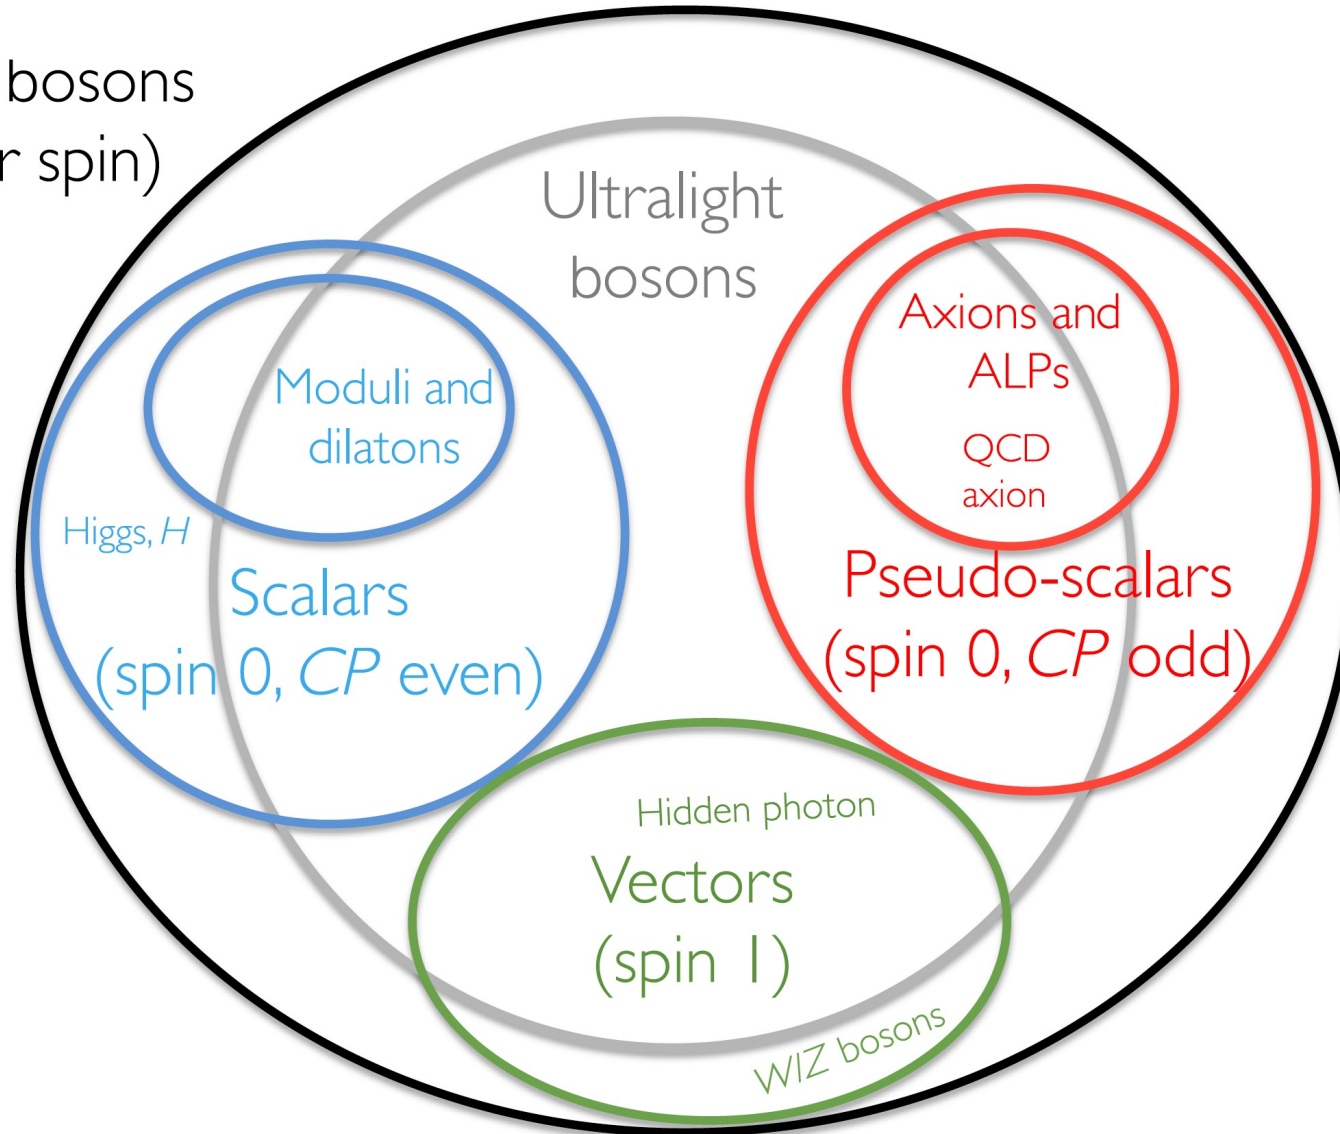 bosons
r spin)
Ultralight
bosons
Axions and
ALPs
QCD
axion
Moduli and
dilatons
Higgs, H
Scalars
(spin 0, CP even)
Pseudo-scalars
(spin 0, CP odd)
Hidden photon
Vectors
(spin 1)
W/Z bosons